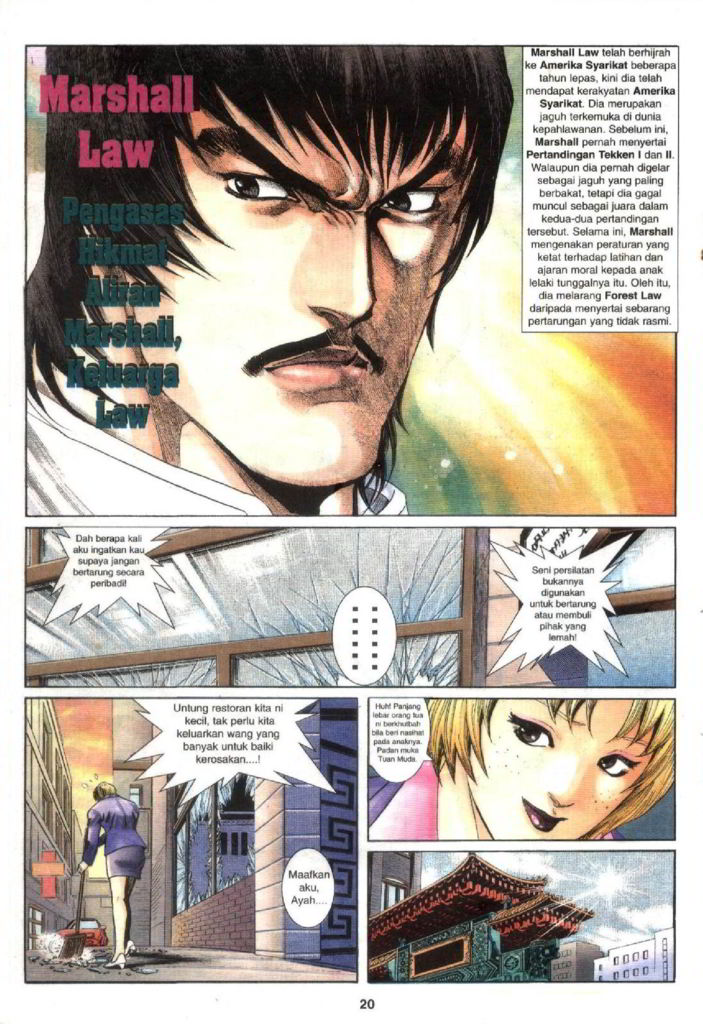 Marshall
Law
Pengasas
Hikmat
Aliran
Marshall,
Keluarga
Law
Marshall Law telah berhijrah
ke Amerika Syarikat beberapa
tahun lepas, kini dia telah
mendapat kerakyatan Amerika
Syarikat. Dia merupakan
jaguh terkemuka di dunia
kepahlawanan. Sebelum ini,
Marshall pernah menyertai
Pertandingan Tekken I dan II.
Walaupun dia pernah digelar
sebagai jaguh yang paling
berbakat, tetapi dia gagal
muncul sebagai juara dalam
kedua-dua pertandingan
tersebut. Selama ini, Marshall
mengenakan peraturan yang
ketat terhadap latihan dan
ajaran moral kepada anak
lelaki tunggalnya itu. Oleh itu,
dia melarang Forest Law
daripada menyertai sebarang
pertarungan yang tidak rasmi.
Dah berapa kali
aku ingatkan kau
supaya jangan
bertarung secara
peribadi!
Seni persilatan
bukannya
digunakan
untuk bertarung
atau membuli
pihak yang
lemah!
Untung restoran kita ni
kecil, tak perlu kita
keluarkan wang yang
banyak untuk baiki
kerosakan....!
Maafkan
aku,
Ayah....
Huh! Panjang
lebar orang tua
ni berkhutbah
bila beri nasihat
pada anaknya.
Padan muka
Tuan Muda.
20